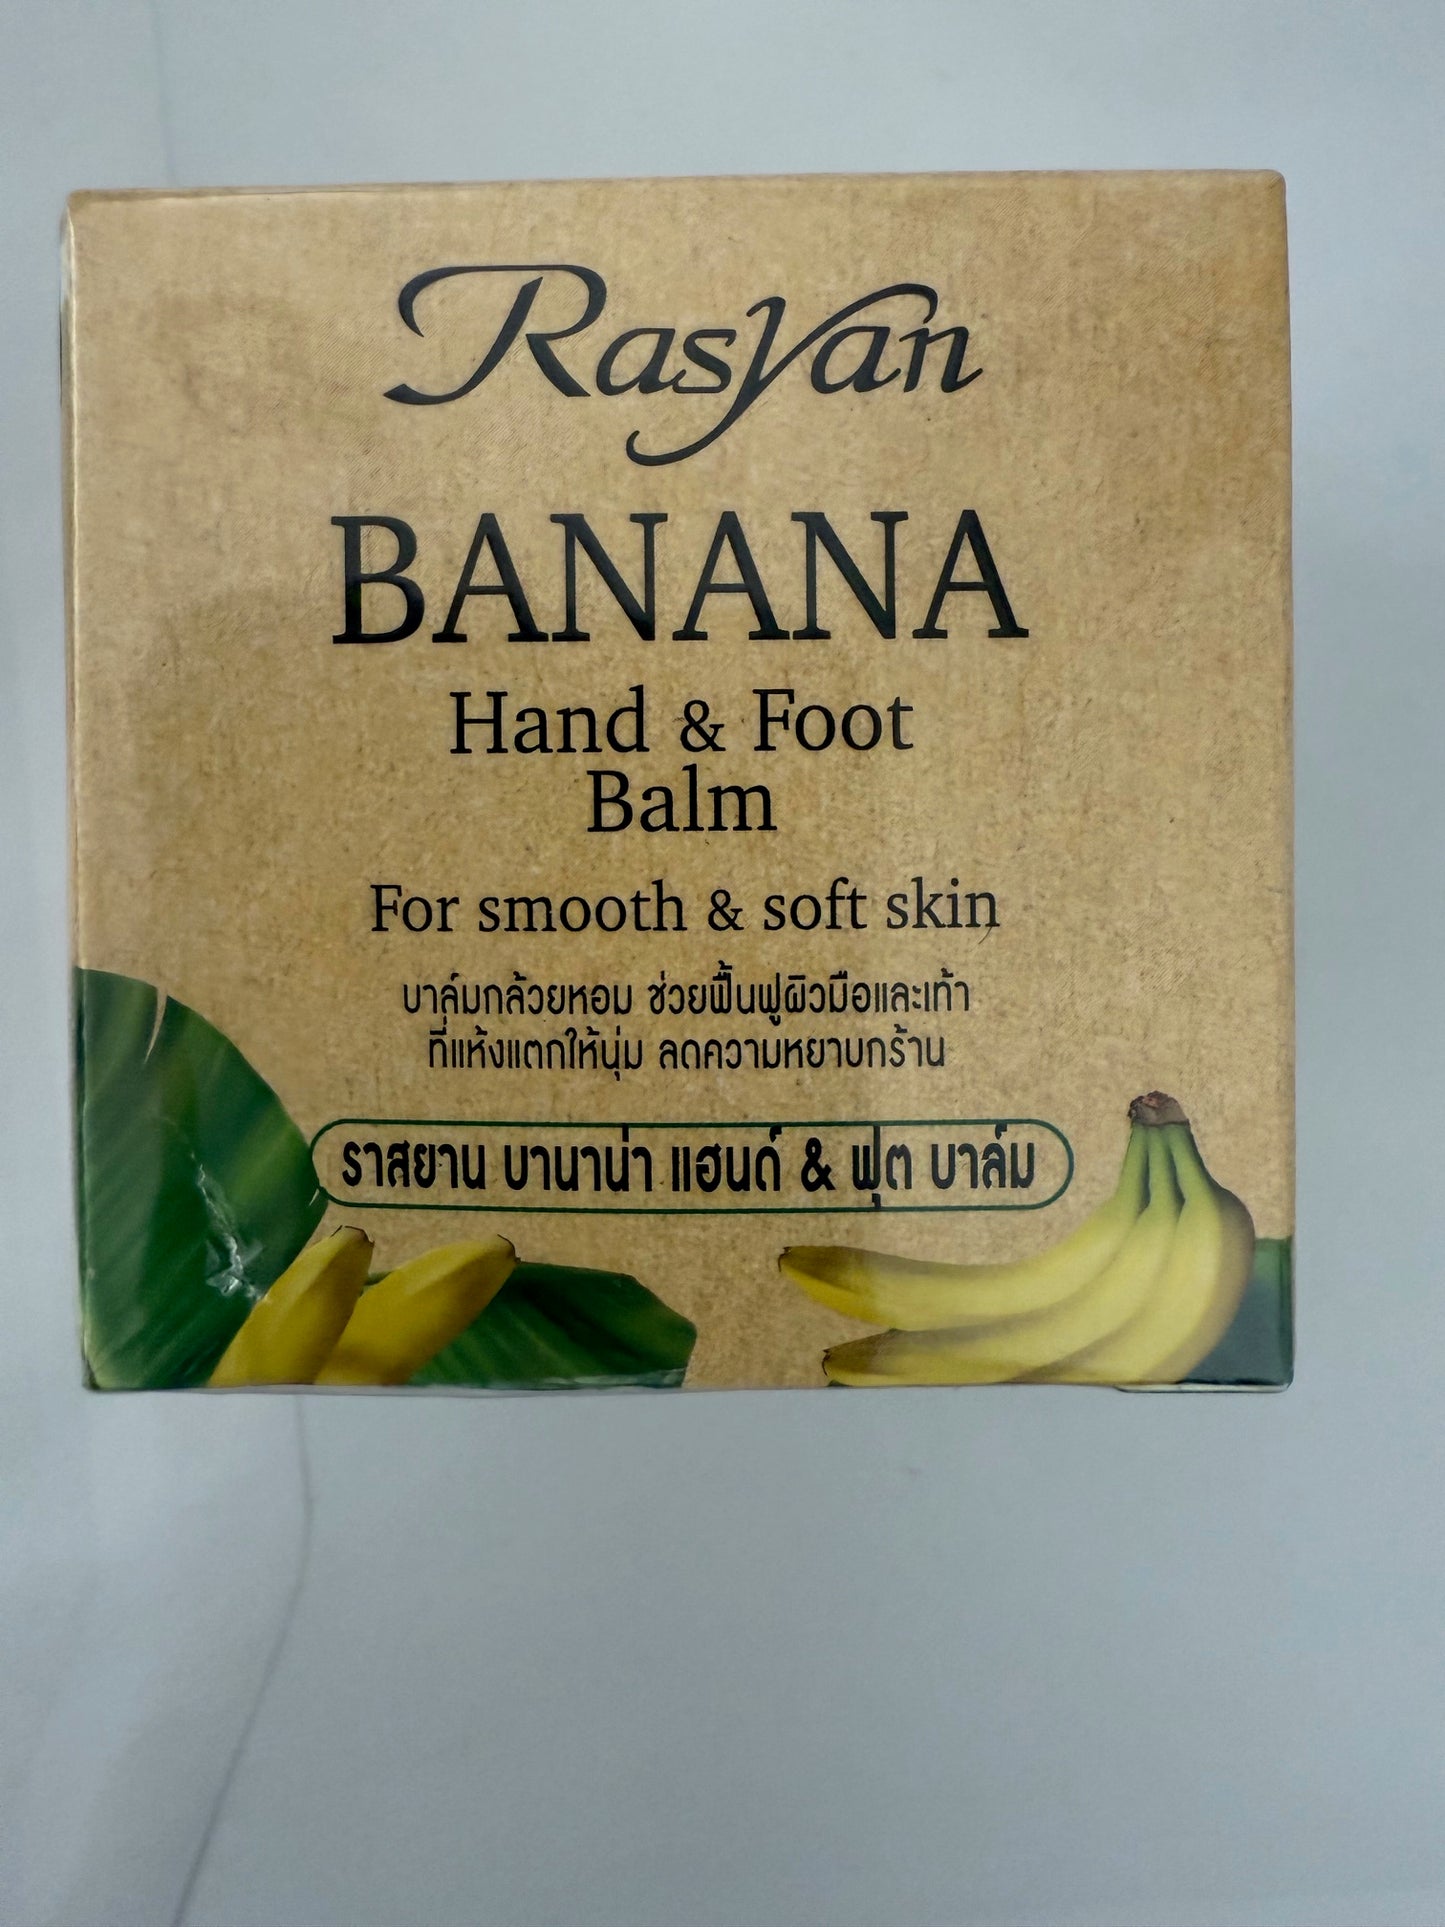 Rasyan
BANANA
Hand & Foot
Balm
For smooth & soft skin
บาล์มกล้วยหอม ช่วยฟื้นฟูผิวมือและเท้า
ที่แห้งแตกให้นุ่ม ลดความหยาบกร้าน
ราสยาน บานาน่า แฮนด์ & ฟุต บาล์ม